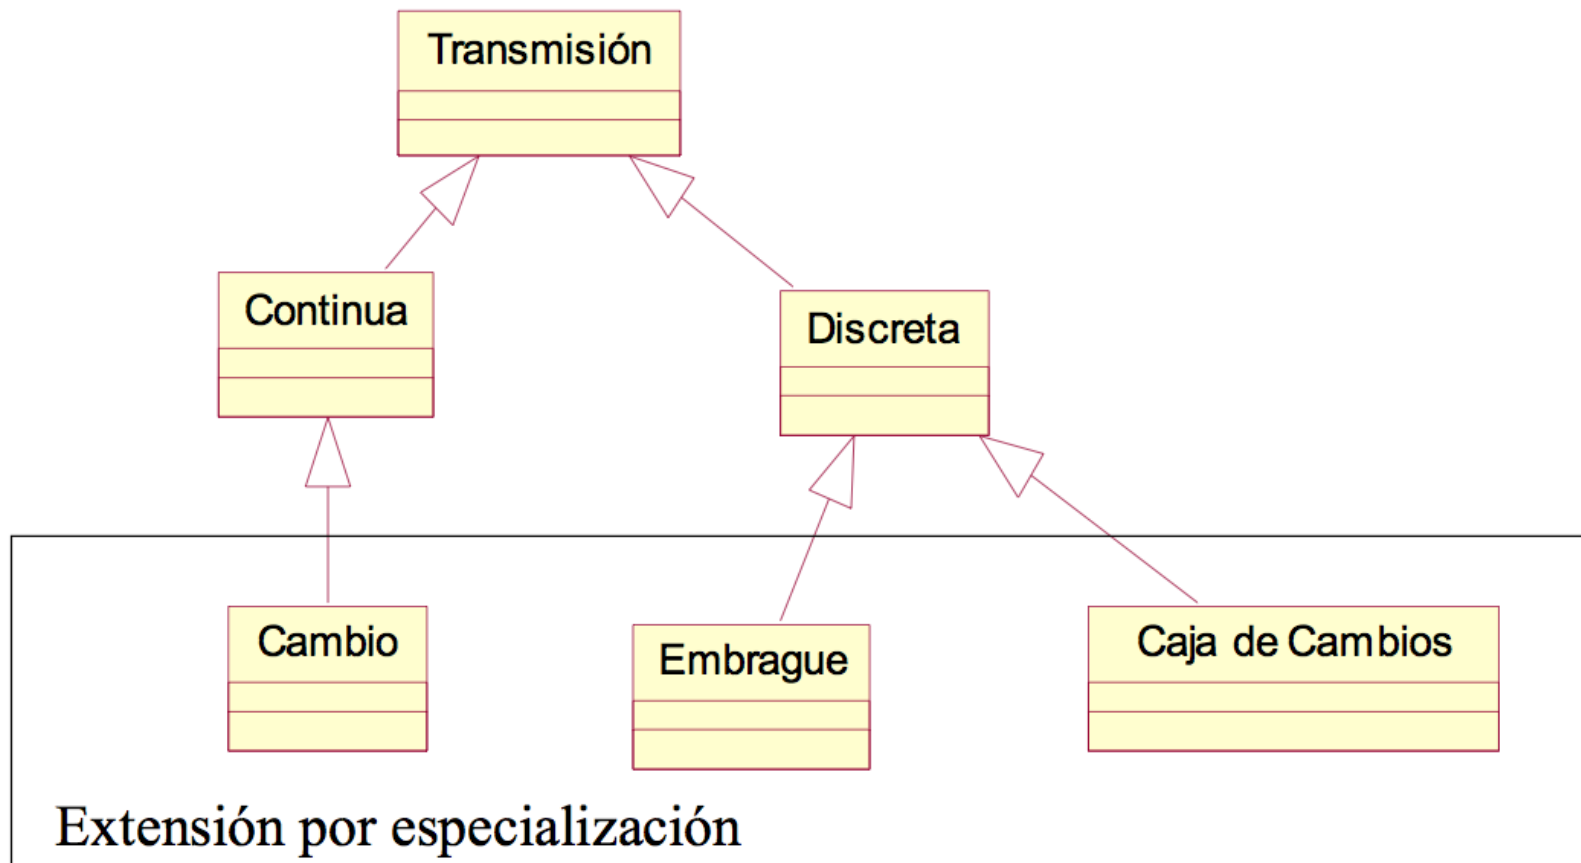 Transmisión
Continua
Discreta
Cambio
Embrague
Caja de Cambios
Extensión por especialización